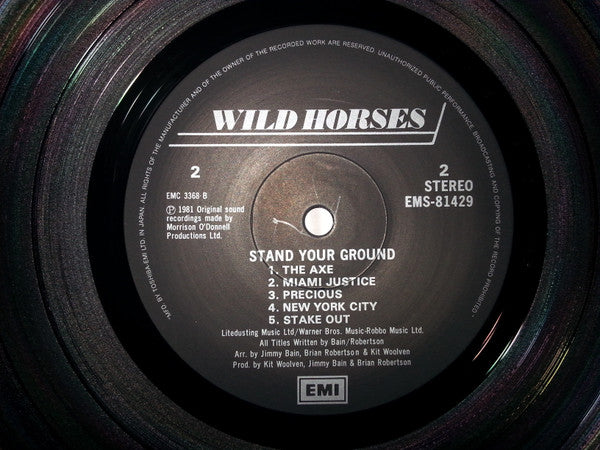 MFD BY TOSHIBA-EMI LTD. IN JAPAN. ALL RIGHTS OF THE MANUFACTURER AND OF THE OWNER OF THE RECORDED WORK ARE RESERVED. UNAUTHORIZED PUBLIC PERFORMANCE, BROADCASTING AND COPYING OF THE RECORD PROHIBITED.
WILD HORSES
2
2
STEREO
EMC 3368·B
EMS-81429
Ⓟ 1981 Original sound
recordings made by
Morrison O'Donnell
Productions Ltd.
STAND YOUR GROUND
1. THE AXE
2. MIAMI JUSTICE
3. PRECIOUS
4. NEW YORK CITY
5. STAKE OUT
Litedusting Music Ltd/Warner Bros. Music-Robbo Music Ltd.
All Titles Written by Bain/Robertson
Arr. by Jimmy Bain, Brian Robertson & Kit Woolven
Prod. by Kit Woolven, Jimmy Bain & Brian Robertson
EMI